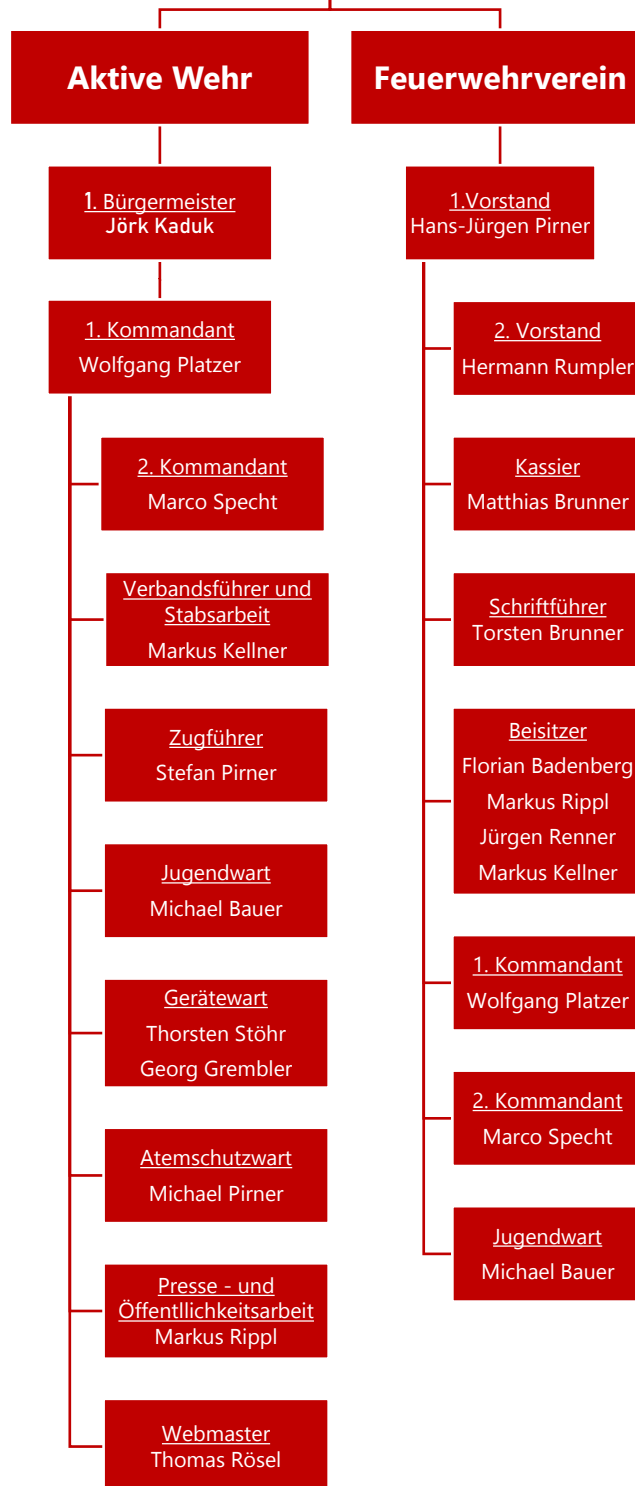 Aktive Wehr
1. Bürgermeister
Jörk Kaduk
1. Kommandant
Wolfgang Platzer
2. Kommandant
Marco Specht
Verbandsführer und
Stabsarbeit
Markus Kellner
Zugführer
Stefan Pirner
Jugendwart
Michael Bauer
Gerätewart
Thorsten Stöhr
Georg Grembler
Atemschutzwart
Michael Pirner
Presse - und
Öffentllichkeitsarbeit
Markus Rippl
Webmaster
Thomas Rösel
Feuerwehrverein
1.Vorstand
Hans-Jürgen Pirner
2. Vorstand
Hermann Rumpler
Kassier
Matthias Brunner
Schriftführer
Torsten Brunner
Beisitzer
Florian Badenberg
Markus Rippl
Jürgen Renner
Markus Kellner
1. Kommandant
Wolfgang Platzer
2. Kommandant
Marco Specht
Jugendwart
Michael Bauer